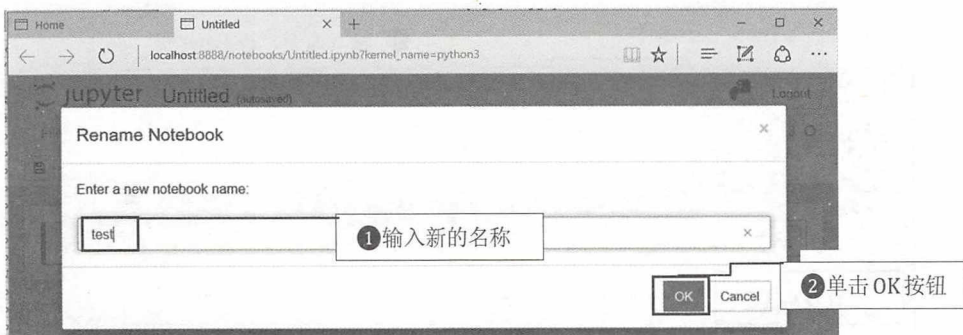 Home
Untitled
localhost:8888/notebooks/Untitled.ipynb?kernel_name=python3
jupyter Untitled (autosaved)
Logout
Rename Notebook
Enter a new notebook name:
test
❶输入新的名称
OK
Cancel
❷单击OK按钮